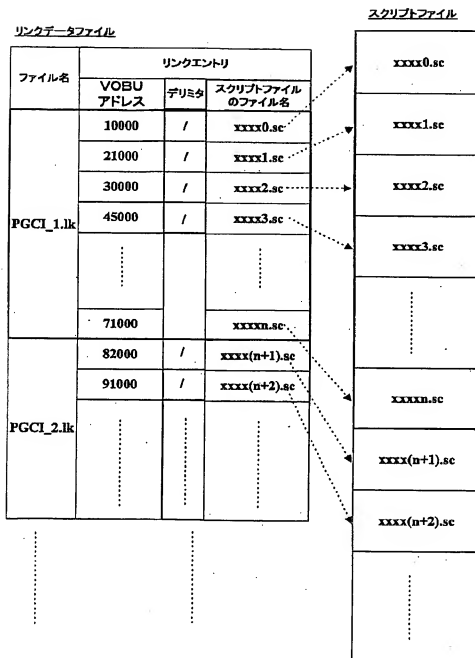 リンクデータファイル
スクリプトファイル
ファイル名
リンクエントリ
VOBU
アドレス
デリミタ
スクリプトファイル
のファイル名
PGCI_1.lk
10000 / xxxx0.sc
21000 / xxxx1.sc
30000 / xxxx2.sc
45000 / xxxx3.sc
71000 xxxxn.sc
PGCI_2.lk
82000 / xxxx(n+1).sc
91000 / xxxx(n+2).sc
xxxx0.sc
xxxx1.sc
xxxx2.sc
xxxx3.sc
xxxxn.sc
xxxx(n+1).sc
xxxx(n+2).sc